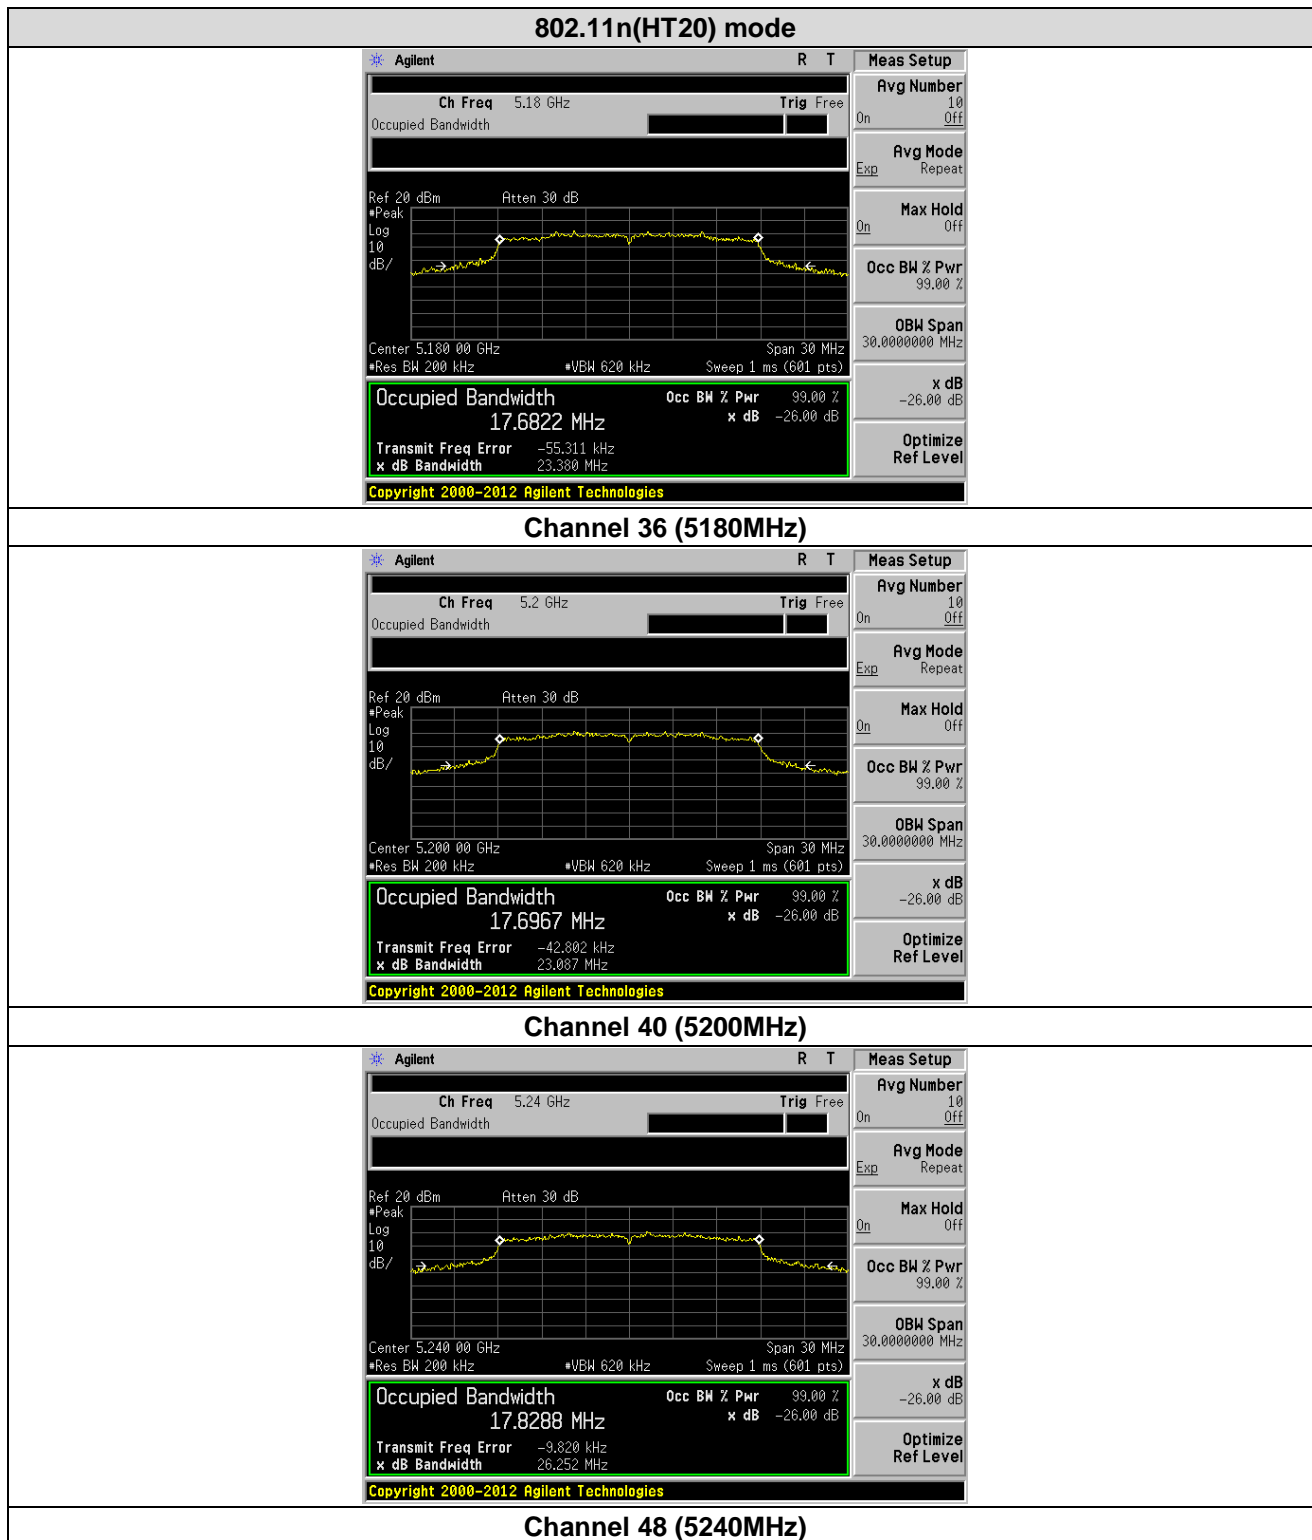 802.11n(HT20) mode
Agilent R T Meas Setup
Ch Freq 5.18 GHz Trig Free
Occupied Bandwidth
Avg Number
10
On Off
Avg Mode
Exp Repeat
Ref 20 dBm Atten 30 dB
#Peak
Log
10
dB/
Max Hold
On Off
Occ BW % Pwr
99.00 %
OBW Span
30.0000000 MHz
Center 5.180 00 GHz Span 30 MHz
#Res BW 200 kHz #VBW 620 kHz Sweep 1 ms (601 pts)
x dB
-26.00 dB
Occupied Bandwidth Occ BW % Pwr 99.00 %
17.6822 MHz x dB -26.00 dB
Transmit Freq Error -55.311 kHz
x dB Bandwidth 23.380 MHz
Optimize
Ref Level
Copyright 2000-2012 Agilent Technologies
Channel 36 (5180MHz)
Agilent R T Meas Setup
Ch Freq 5.2 GHz Trig Free
Occupied Bandwidth
Avg Number
10
On Off
Avg Mode
Exp Repeat
Ref 20 dBm Atten 30 dB
#Peak
Log
10
dB/
Max Hold
On Off
Occ BW % Pwr
99.00 %
OBW Span
30.0000000 MHz
Center 5.200 00 GHz Span 30 MHz
#Res BW 200 kHz #VBW 620 kHz Sweep 1 ms (601 pts)
x dB
-26.00 dB
Occupied Bandwidth Occ BW % Pwr 99.00 %
17.6967 MHz x dB -26.00 dB
Transmit Freq Error -42.802 kHz
x dB Bandwidth 23.087 MHz
Optimize
Ref Level
Copyright 2000-2012 Agilent Technologies
Channel 40 (5200MHz)
Agilent R T Meas Setup
Ch Freq 5.24 GHz Trig Free
Occupied Bandwidth
Avg Number
10
On Off
Avg Mode
Exp Repeat
Ref 20 dBm Atten 30 dB
#Peak
Log
10
dB/
Max Hold
On Off
Occ BW % Pwr
99.00 %
OBW Span
30.0000000 MHz
Center 5.240 00 GHz Span 30 MHz
#Res BW 200 kHz #VBW 620 kHz Sweep 1 ms (601 pts)
x dB
-26.00 dB
Occupied Bandwidth Occ BW % Pwr 99.00 %
17.8288 MHz x dB -26.00 dB
Transmit Freq Error -9.820 kHz
x dB Bandwidth 26.252 MHz
Optimize
Ref Level
Copyright 2000-2012 Agilent Technologies
Channel 48 (5240MHz)